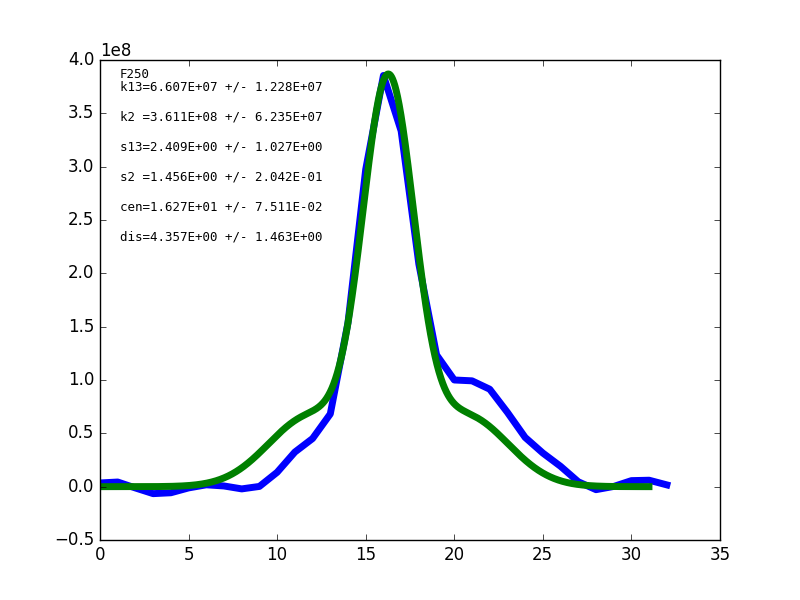 1e8
4.0
3.5
3.0
2.5
2.0
1.5
1.0
0.5
0.0
−0.5
F250
k13=6.607E+07 +/- 1.228E+07
k2 =3.611E+08 +/- 6.235E+07
s13=2.409E+00 +/- 1.027E+00
s2 =1.456E+00 +/- 2.042E-01
cen=1.627E+01 +/- 7.511E-02
dis=4.357E+00 +/- 1.463E+00
0 5 10 15 20 25 30 35